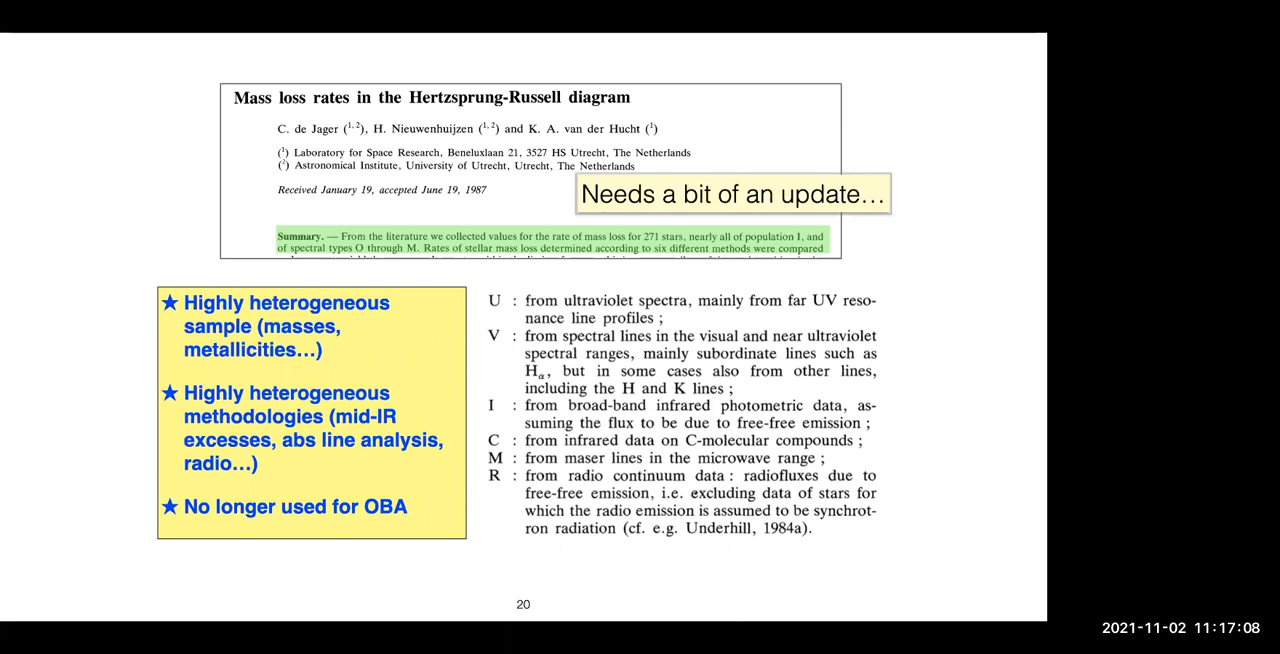 Mass loss rates in the Hertzsprung-Russell diagram
C. de Jager (1,2), H. Nieuwenhuijzen (1,2) and K. A. van der Hucht (1)
(1) Laboratory for Space Research, Beneluxlaan 21, 3527 HS Utrecht, The Netherlands
(2) Astronomical Institute, University of Utrecht, Utrecht, The Netherlands
Received January 19, accepted June 19, 1987
Needs a bit of an update…
Summary. — From the literature we collected values for the rate of mass loss for 271 stars, nearly all of population I, and
of spectral types O through M. Rates of stellar mass loss determined according to six different methods were compared
★ Highly heterogeneous
sample (masses,
metallicities…)
★ Highly heterogeneous
methodologies (mid-IR
excesses, abs line analysis,
radio…)
★ No longer used for OBA
U : from ultraviolet spectra, mainly from far UV reso-
nance line profiles ;
V : from spectral lines in the visual and near ultraviolet
spectral ranges, mainly subordinate lines such as
Hα, but in some cases also from other lines,
including the H and K lines ;
I : from broad-band infrared photometric data, as-
suming the flux to be due to free-free emission ;
C : from infrared data on C-molecular compounds ;
M : from maser lines in the microwave range ;
R : from radio continuum data : radiofluxes due to
free-free emission, i.e. excluding data of stars for
which the radio emission is assumed to be synchrot-
ron radiation (cf. e.g. Underhill, 1984a).
20
2021-11-02 11:17:08